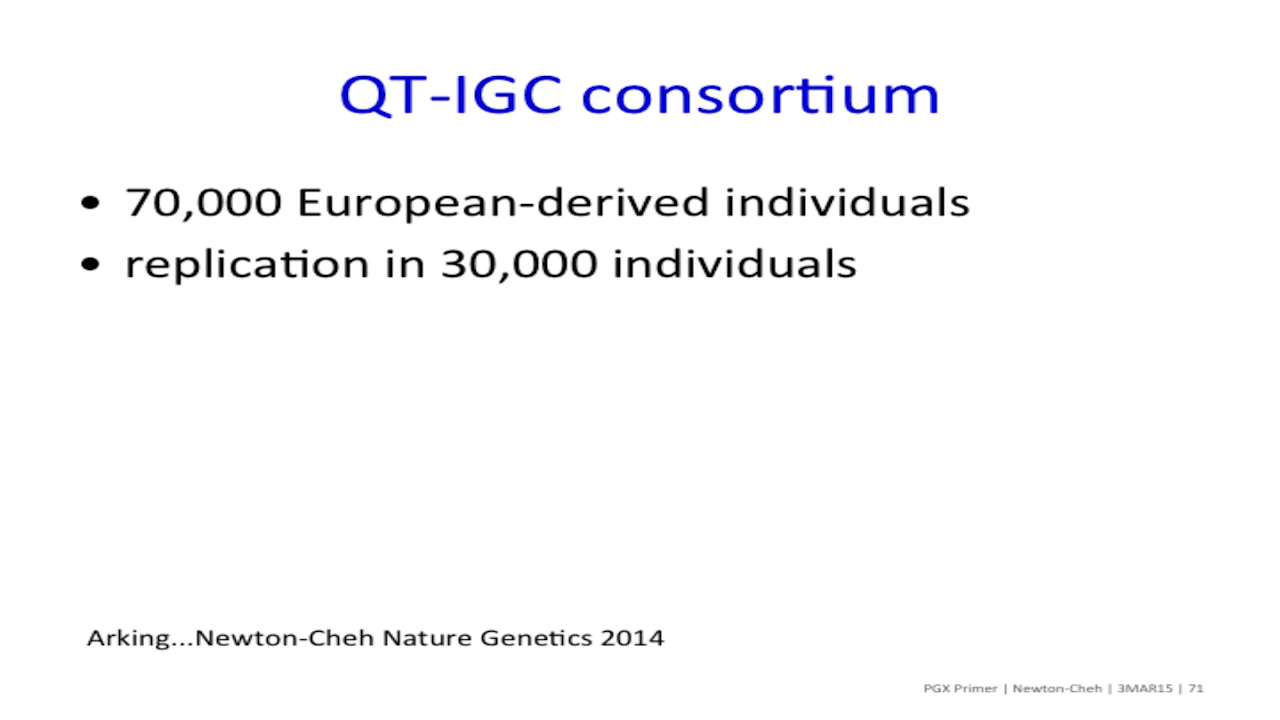 QT-IGC consortium
• 70,000 European-derived individuals
• replication in 30,000 individuals
Arking...Newton-Cheh Nature Genetics 2014
PGX Primer | Newton-Cheh | 3MAR15 | 71